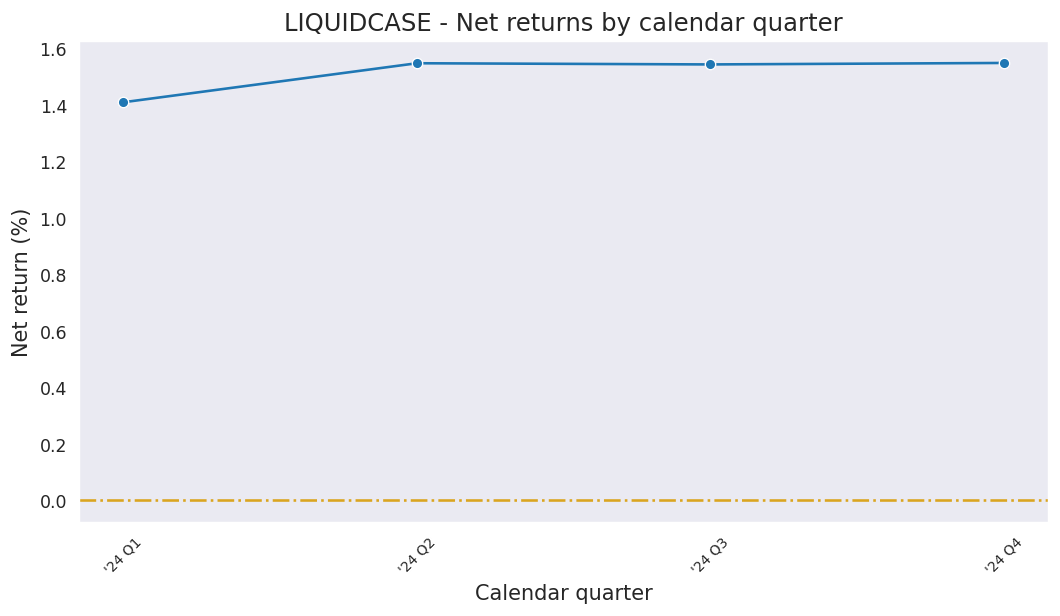 LIQUIDCASE - Net returns by calendar quarter
Net return (%)
1.6
1.4
1.2
1.0
0.8
0.6
0.4
0.2
0.0
'24 Q1
'24 Q2
'24 Q3
'24 Q4
Calendar quarter